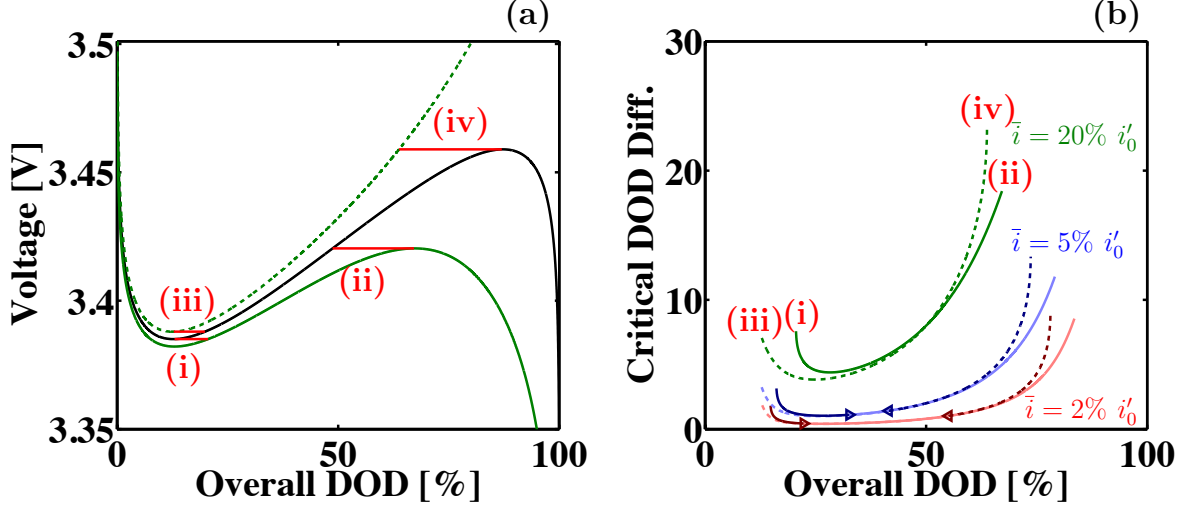 (a)
Voltage [V]
3.5
3.45
3.4
3.35
(iv)
(iii)
(ii)
(i)
0
50
100
Overall DOD [%]
(b)
Critical DOD Diff.
30
20
10
0
(iv)
i̅ = 20% i′₀
(ii)
i̅ = 5% i′₀
(iii)
(i)
i̅ = 2% i′₀
0
50
100
Overall DOD [%]